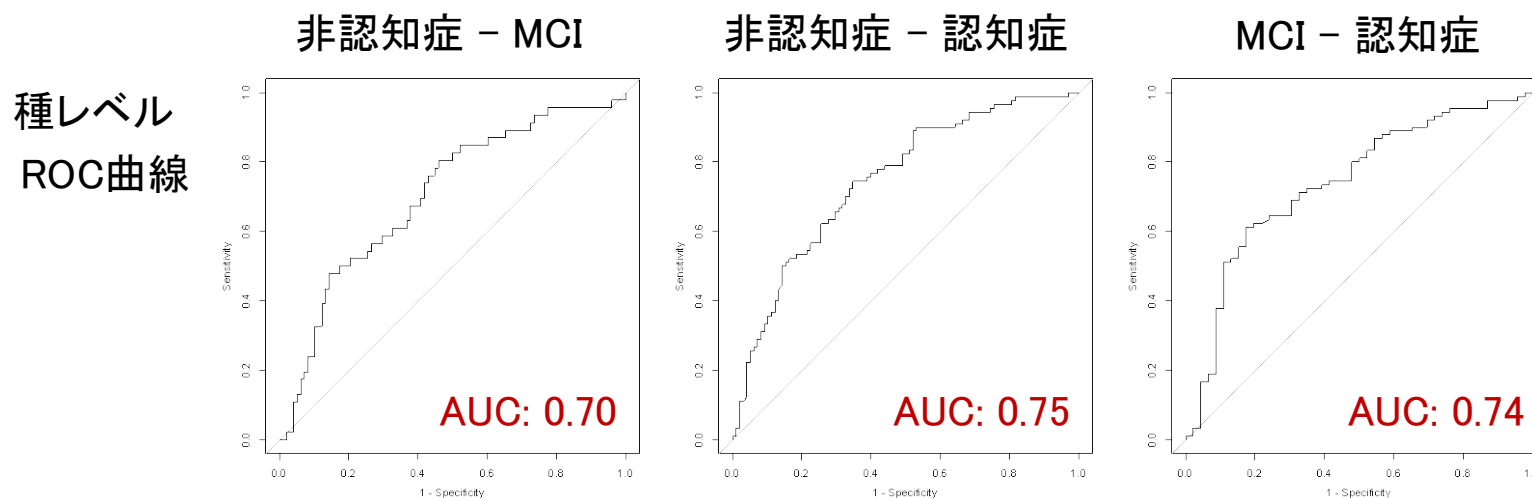 非認知症 − MCI
非認知症 − 認知症
MCI − 認知症
種レベル
ROC曲線
Sensitivity
1.0
0.8
0.6
0.4
0.2
0.0
AUC: 0.70
0.0 0.2 0.4 0.6 0.8 1.0
1 - Specificity
Sensitivity
1.0
0.8
0.6
0.4
0.2
0.0
AUC: 0.75
0.0 0.2 0.4 0.6 0.8 1.0
1 - Specificity
Sensitivity
1.0
0.8
0.6
0.4
0.2
0.0
AUC: 0.74
0.0 0.2 0.4 0.6 0.8 1.0
1 - Specificity